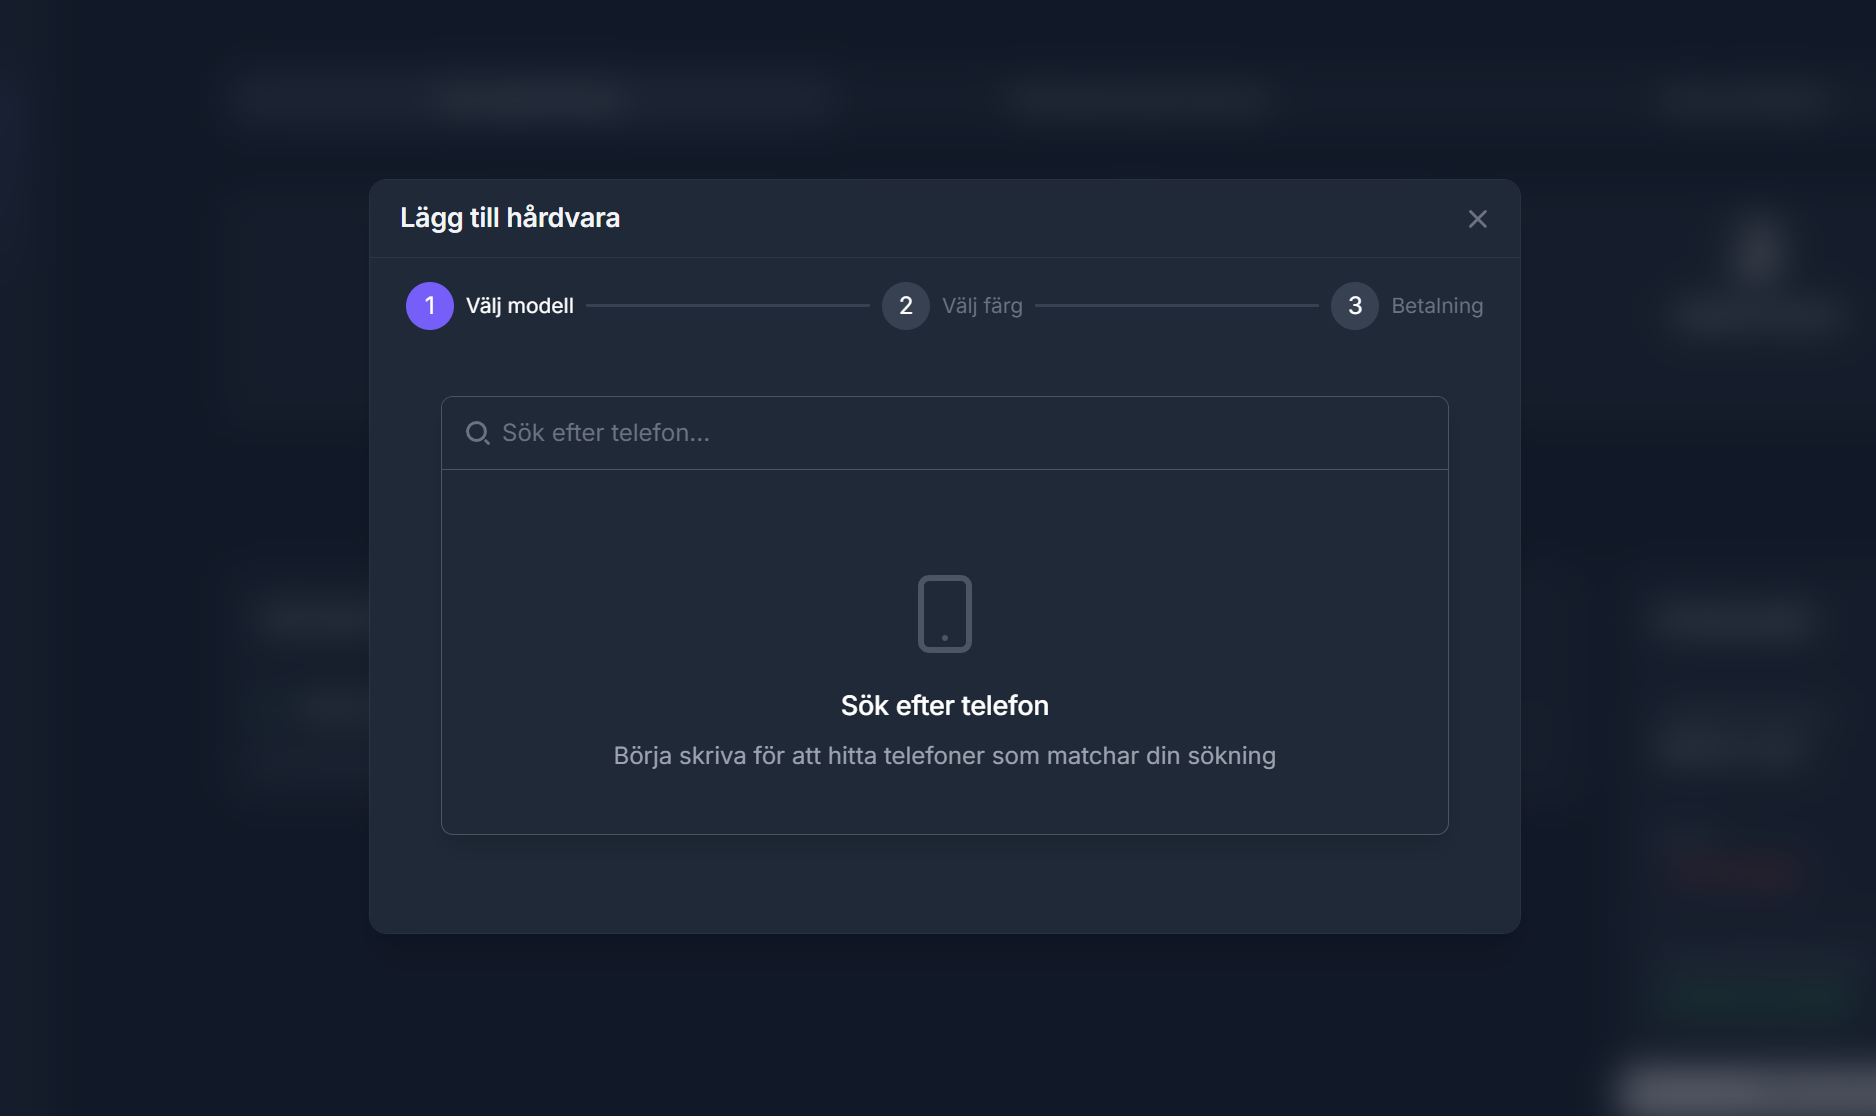 Lägg till hårdvara
1 Välj modell 2 Välj färg 3 Betalning
Sök efter telefon...
Sök efter telefon
Börja skriva för att hitta telefoner som matchar din sökning